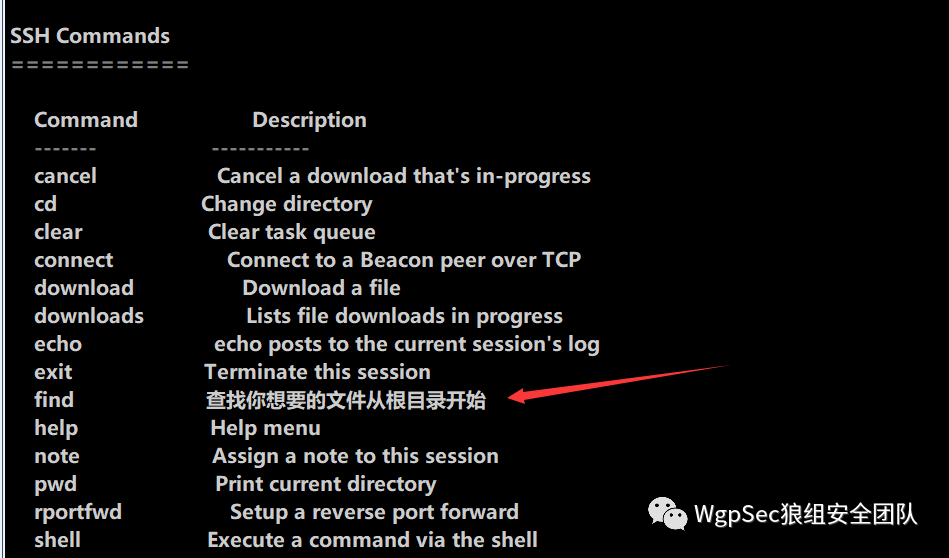 SSH Commands
============
Command Description
------- -----------
cancel Cancel a download that's in-progress
cd Change directory
clear Clear task queue
connect Connect to a Beacon peer over TCP
download Download a file
downloads Lists file downloads in progress
echo echo posts to the current session's log
exit Terminate this session
find 查找你想要的文件从根目录开始
help Help menu
note Assign a note to this session
pwd Print current directory
rportfwd Setup a reverse port forward
shell Execute a command via the shell
WgpSec狼组安全团队